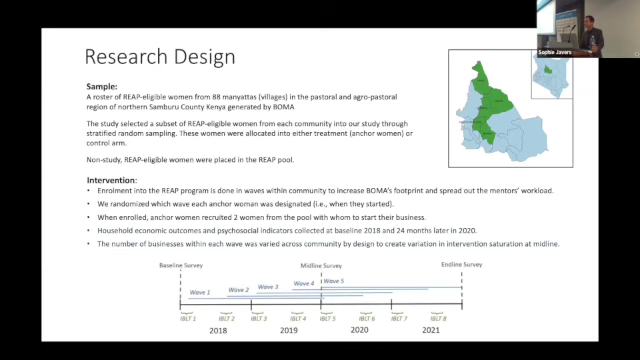 Research Design
Sample:
A roster of REAP-eligible women from 88 manyattas (villages) in the pastoral and agro-pastoral
region of northern Samburu County Kenya generated by BOMA
The study selected a subset of REAP-eligible women from each community into our study through
stratified random sampling. These women were allocated into either treatment (anchor women) or
control arm.
Non-study, REAP-eligible women were placed in the REAP pool.
Intervention:
• Enrolment into the REAP program is done in waves within community to increase BOMA's footprint and spread out the mentors' workload.
• We randomized which wave each anchor woman was designated (i.e., when they started).
• When enrolled, anchor women recruited 2 women from the pool with whom to start their business.
• Household economic outcomes and psychosocial indicators collected at baseline 2018 and 24 months later in 2020.
• The number of businesses within each wave was varied across community by design to create variation in intervention saturation at midline.
Baseline Survey
Midline Survey
Endline Survey
Wave 1
Wave 2
Wave 3
Wave 4
Wave 5
IBLT 1
IBLT 2
IBLT 3
IBLT 4
IBLT 5
IBLT 6
IBLT 7
IBLT 8
2018
2019
2020
2021
Sophie Javers